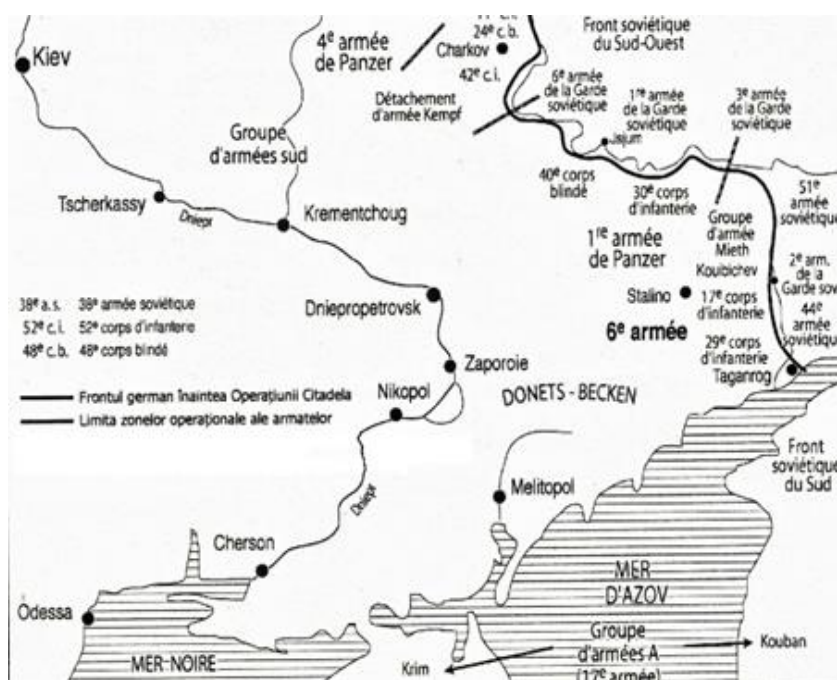 24e c.b.
4e armée
de Panzer
Charkov
42e c.i.
Front soviétique
du Sud-Ouest
Kiev
Détachement
d'armée Kempf
6e armée
de la Garde
soviétique
1re armée
de la Garde
soviétique
3e armée
de la Garde
soviétique
Groupe
d'armées sud
Isjum
40e corps
blindé
30e corps
d'infanterie
Groupe
d'armée
Mieth
51e
armée
soviétique
Tscherkassy
Dniepr
Krementchoug
1re armée
de Panzer
Kouibichev
2e arm.
de la
Garde sov
Stalino
17e corps
d'infanterie
44e
armée
soviétique
6e armée
29e corps
d'infanterie
Taganrog
Dniepropetrovsk
38e a.s. 38e armée soviétique
52e c.i. 52e corps d'infanterie
48e c.b. 48e corps blindé
Zaporoie
Frontul german înaintea Operațiunii Citadela
Limita zonelor operaționale ale armatelor
Nikopol
DONETS - BECKEN
Front
soviétique
du Sud
Melitopol
Dniepr
Cherson
Odessa
MER
D'AZOV
MER NOIRE
Krim
Groupe
d'armées A
(17e armée)
Kouban